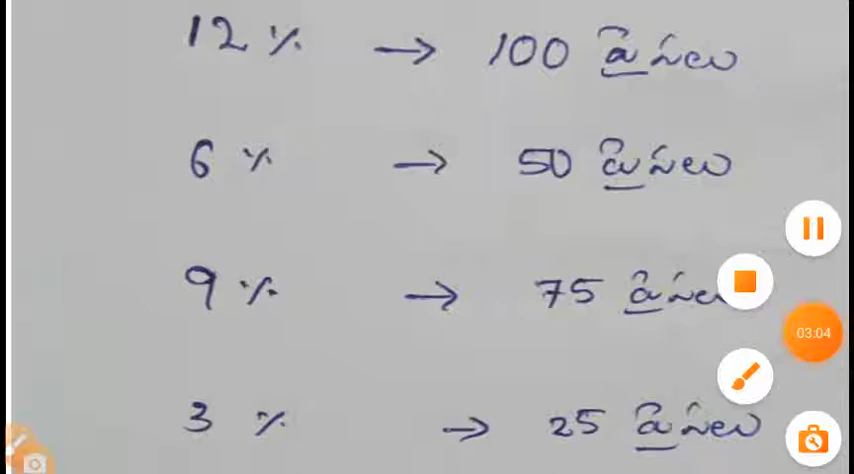 12 % → 100 పైసలు
6 % → 50 పైసలు
9 % → 75 పైసలు
03:04
3 % → 25 పైసలు